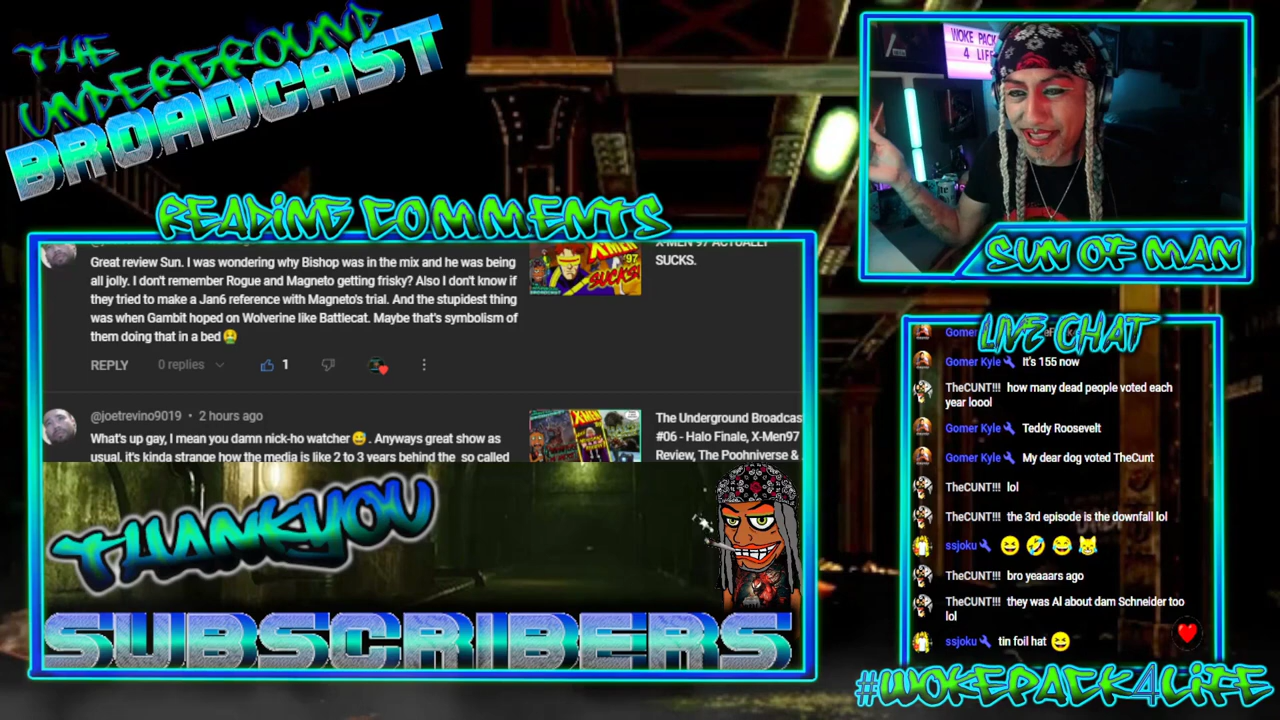 THE
UNDERGROUND
BROADCAST
WOKE PACK
4 LIFE
READING COMMENTS
Great review Sun. I was wondering why Bishop was in the mix and he was being
all jolly. I don't remember Rogue and Magneto getting frisky? Also I don't know if
they tried to make a Jan6 reference with Magneto's trial. And the stupidest thing
was when Gambit hoped on Wolverine like Battlecat. Maybe that's symbolism of
them doing that in a bed🤮
REPLY 0 replies 1
X-MEN
'97
SUCKS!
X-MEN 97 ACTUALLY
SUCKS.
@joetrevino9019 • 2 hours ago
What's up gay, I mean you damn nick-ho watcher😅. Anyways great show as
usual, it's kinda strange how the media is like 2 to 3 years behind the so called
X-MEN
The Underground Broadcas
#06 - Halo Finale, X-Men97
Review, The Poohniverse &
THANKYOU
SUBSCRIBERS
SUN OF MAN
LIVE CHAT
Gomer Kyle It's 155 now
TheCUNT!!! how many dead people voted each
year loool
Gomer Kyle Teddy Roosevelt
Gomer Kyle My dear dog voted TheCunt
TheCUNT!!! lol
TheCUNT!!! the 3rd episode is the downfall lol
ssjoku 😆 🤣 😂 😹
TheCUNT!!! bro yeaaars ago
TheCUNT!!! they was Al about dam Schneider too
lol
ssjoku tin foil hat 😆
#WOKEPACK4LIFE